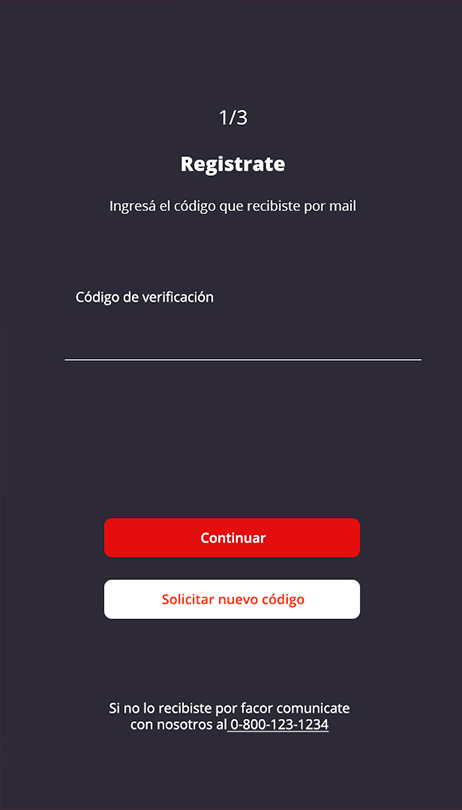 1/3
Registrate
Ingresá el código que recibiste por mail
Código de verificación
Continuar
Solicitar nuevo código
Si no lo recibiste por facor comunicate
con nosotros al 0-800-123-1234